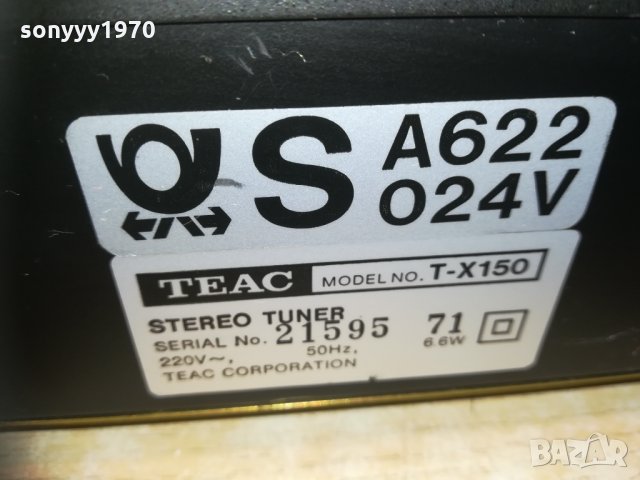 sonyyy1970
S A622
024V
TEAC MODEL NO. T-X150
STEREO TUNER
SERIAL No. 21595 71
220V~, 50Hz, 6.6W
TEAC CORPORATION
BAZAR